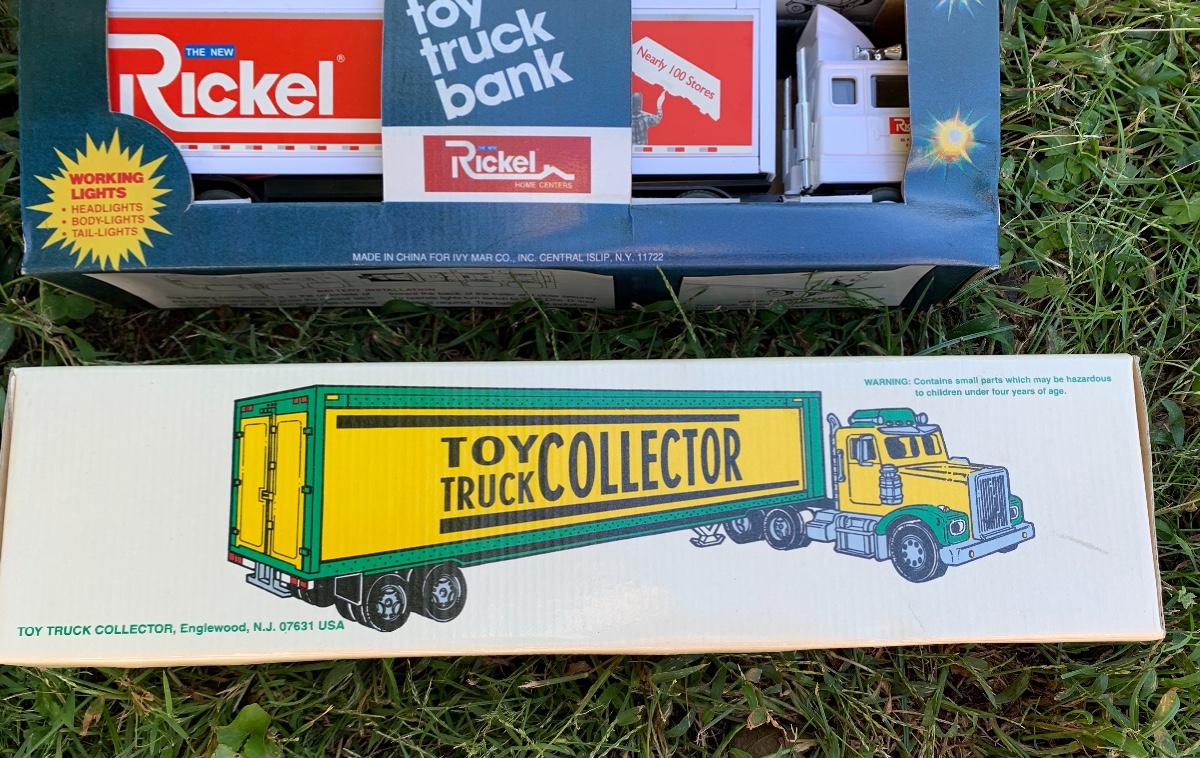 THE NEW
Rickel®
toy
truck
bank
Nearly 100 Stores
THE NEW
Rickel
HOME CENTERS
WORKING
LIGHTS
• HEADLIGHTS
• BODY-LIGHTS
• TAIL-LIGHTS
MADE IN CHINA FOR IVY MAR CO., INC. CENTRAL ISLIP, N.Y. 11722
BATTERY INSTALLATION
WARNING: Contains small parts which may be hazardous
to children under four years of age.
TOY
TRUCK COLLECTOR
TOY TRUCK COLLECTOR, Englewood, N.J. 07631 USA